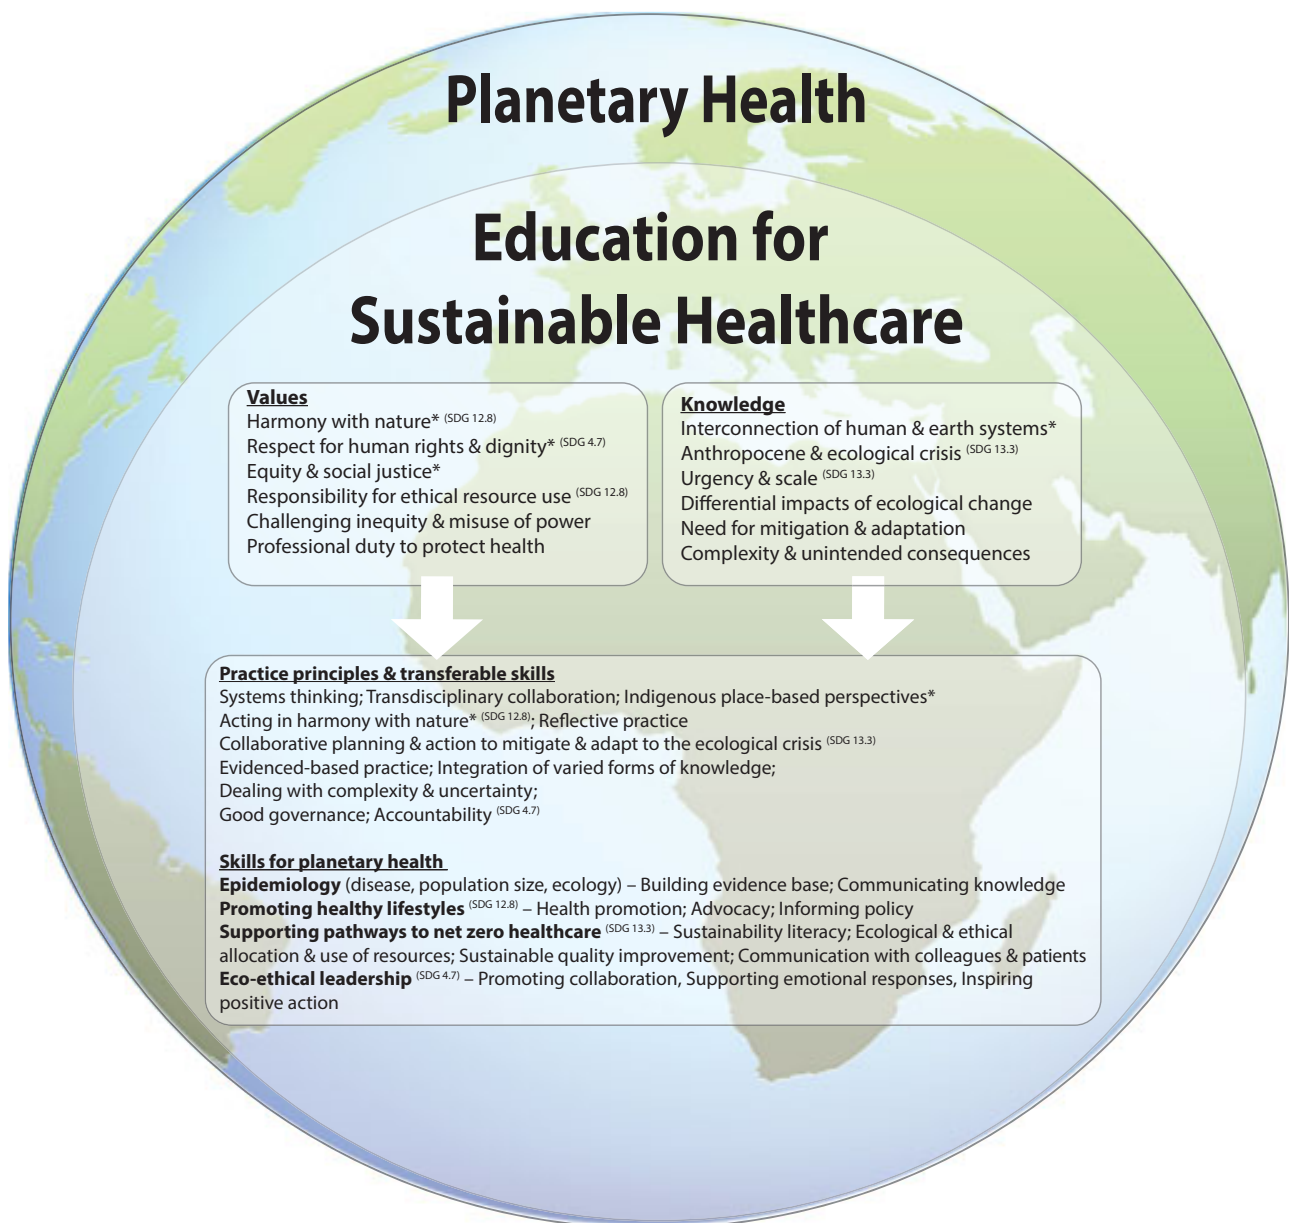 Planetary Health
Education for
Sustainable Healthcare
Values
Harmony with nature* (SDG 12.8)
Respect for human rights & dignity* (SDG 4.7)
Equity & social justice*
Responsibility for ethical resource use (SDG 12.8)
Challenging inequity & misuse of power
Professional duty to protect health
Knowledge
Interconnection of human & earth systems*
Anthropocene & ecological crisis (SDG 13.3)
Urgency & scale (SDG 13.3)
Differential impacts of ecological change
Need for mitigation & adaptation
Complexity & unintended consequences
Practice principles & transferable skills
Systems thinking; Transdisciplinary collaboration; Indigenous place-based perspectives*
Acting in harmony with nature* (SDG 12.8); Reflective practice
Collaborative planning & action to mitigate & adapt to the ecological crisis (SDG 13.3)
Evidenced-based practice; Integration of varied forms of knowledge;
Dealing with complexity & uncertainty;
Good governance; Accountability (SDG 4.7)
Skills for planetary health
Epidemiology (disease, population size, ecology) – Building evidence base; Communicating knowledge
Promoting healthy lifestyles (SDG 12.8) – Health promotion; Advocacy; Informing policy
Supporting pathways to net zero healthcare (SDG 13.3) – Sustainability literacy; Ecological & ethical
allocation & use of resources; Sustainable quality improvement; Communication with colleagues & patients
Eco-ethical leadership (SDG 4.7) – Promoting collaboration, Supporting emotional responses, Inspiring
positive action